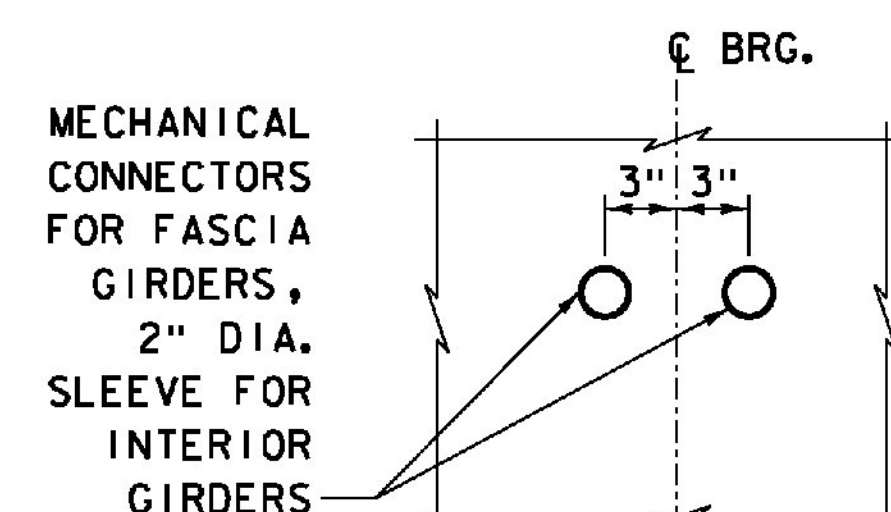 ℄ BRG.
3" 3"
MECHANICAL
CONNECTORS
FOR FASCIA
GIRDERS,
2" DIA.
SLEEVE FOR
INTERIOR
GIRDERS